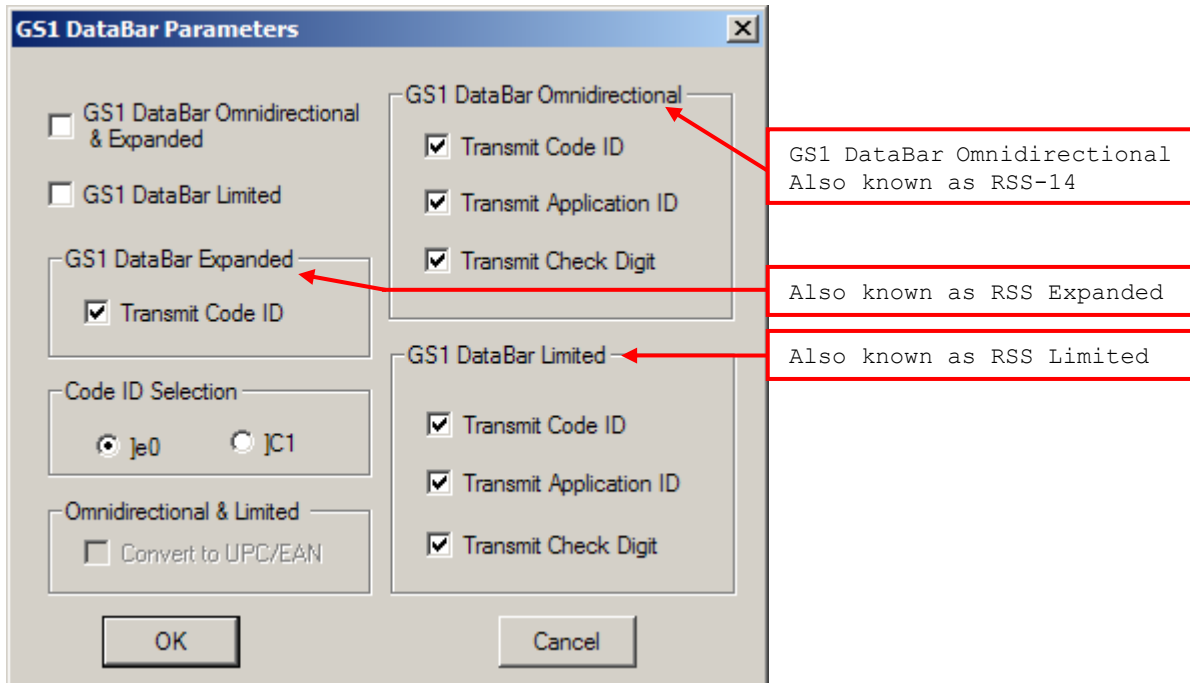 GS1 DataBar Parameters
GS1 DataBar Omnidirectional
& Expanded
GS1 DataBar Limited
GS1 DataBar Expanded
Transmit Code ID
Code ID Selection
]e0
]C1
Omnidirectional & Limited
Convert to UPC/EAN
GS1 DataBar Omnidirectional
Transmit Code ID
Transmit Application ID
Transmit Check Digit
GS1 DataBar Limited
Transmit Code ID
Transmit Application ID
Transmit Check Digit
OK
Cancel
GS1 DataBar Omnidirectional
Also known as RSS-14
Also known as RSS Expanded
Also known as RSS Limited